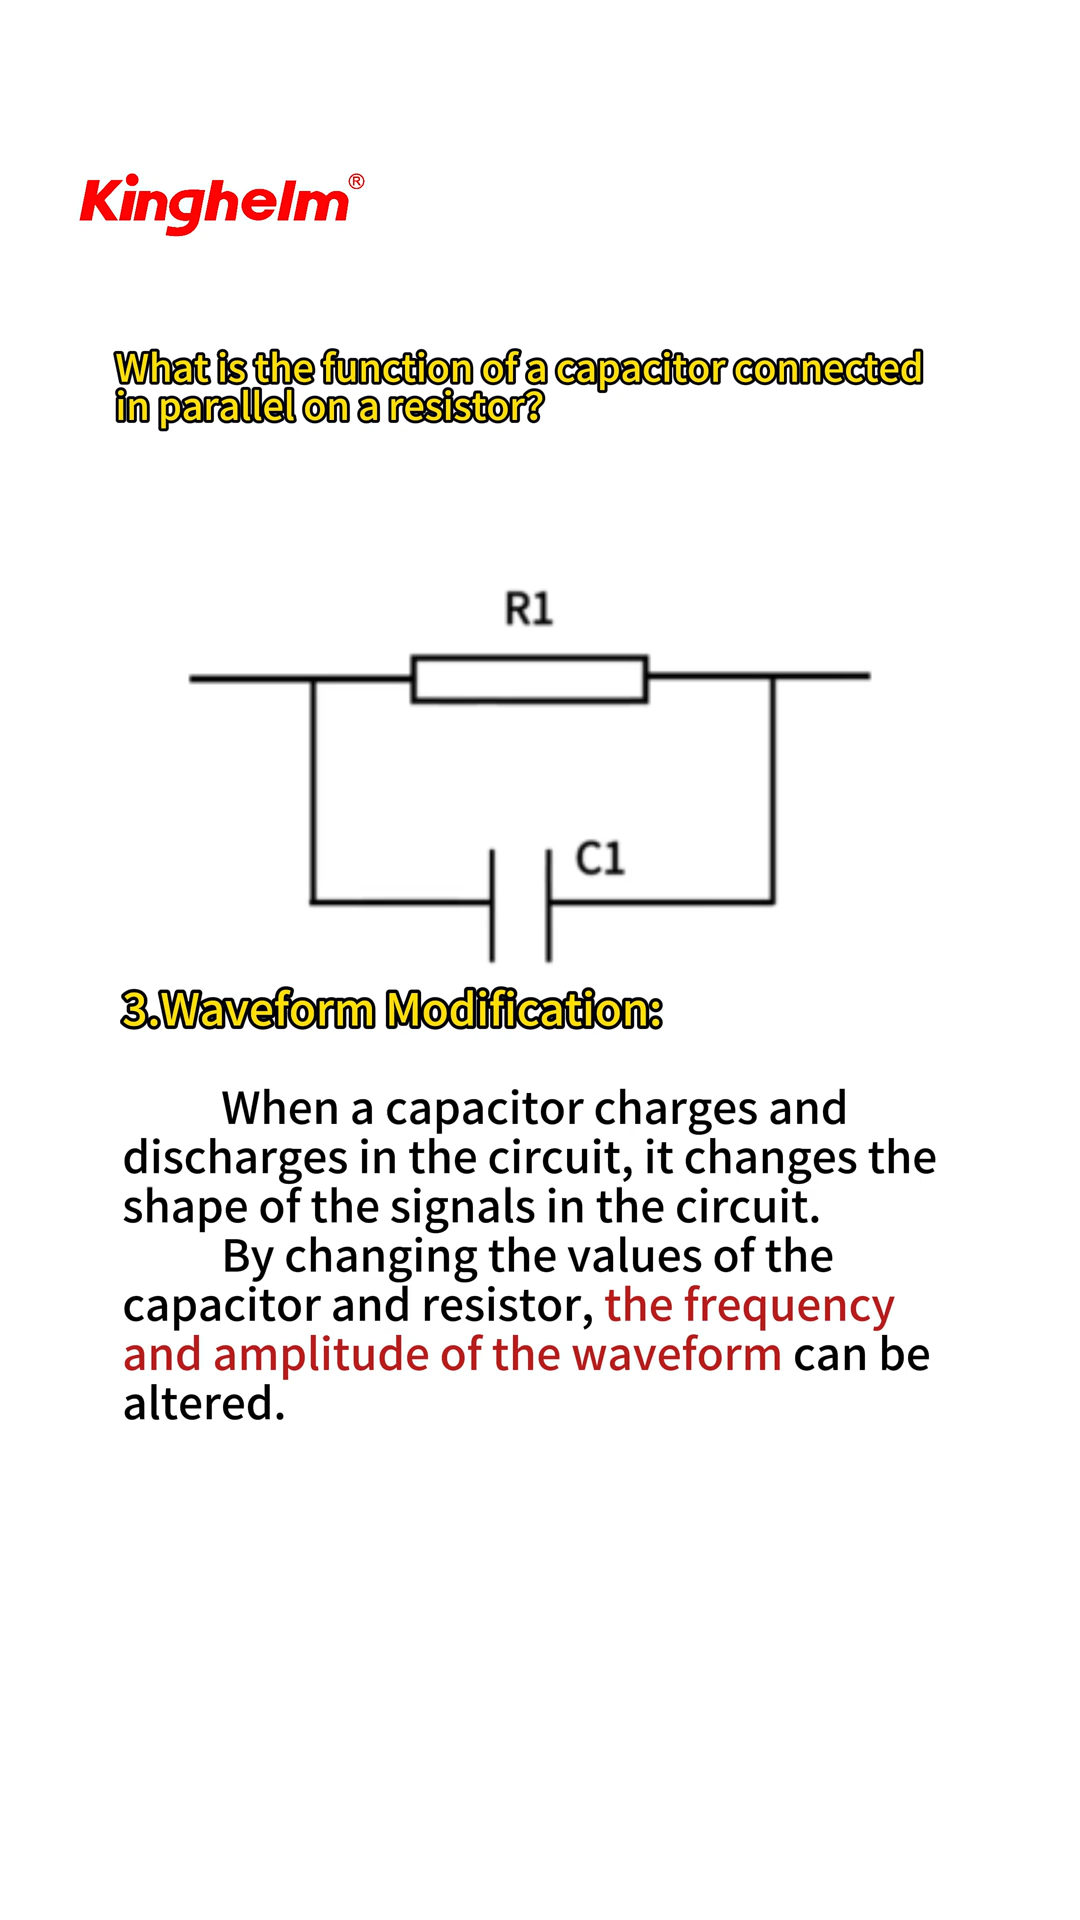 Kinghelm®
What is the function of a capacitor connected
in parallel on a resistor?
R1
C1
3.Waveform Modification:
When a capacitor charges and
discharges in the circuit, it changes the
shape of the signals in the circuit.
By changing the values of the
capacitor and resistor, the frequency
and amplitude of the waveform can be
altered.